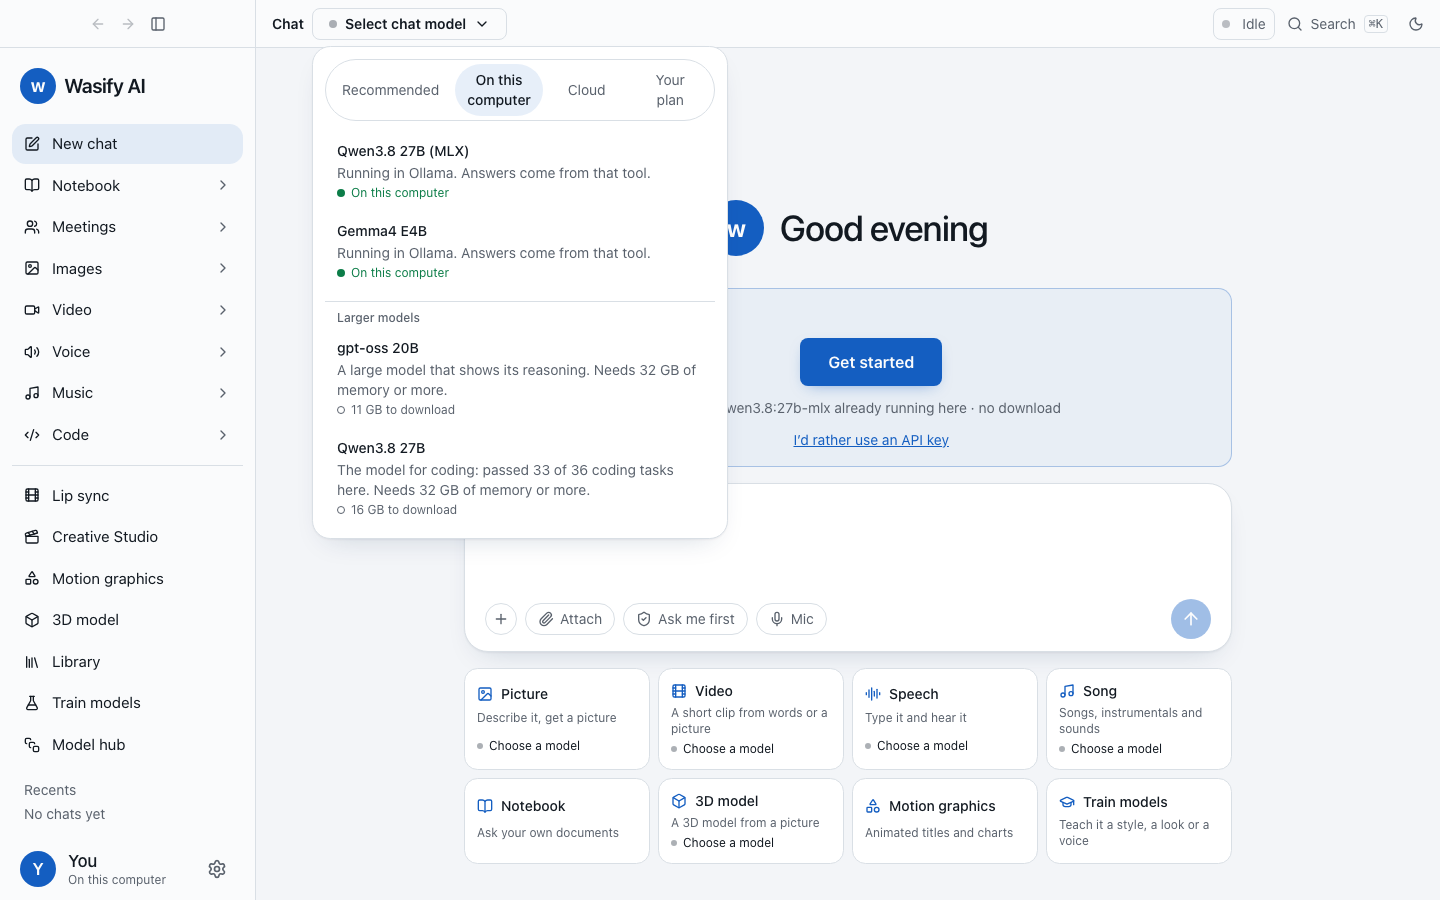 Chat
Select chat model
Idle
Search
⌘K
W
Wasify AI
New chat
Notebook
Meetings
Images
Video
Voice
Music
Code
Lip sync
Creative Studio
Motion graphics
3D model
Library
Train models
Model hub
Recents
No chats yet
Y
You
On this computer
Recommended
On this
computer
Cloud
Your
plan
Qwen3.8 27B (MLX)
Running in Ollama. Answers come from that tool.
On this computer
Gemma4 E4B
Running in Ollama. Answers come from that tool.
On this computer
Larger models
gpt-oss 20B
A large model that shows its reasoning. Needs 32 GB of
memory or more.
11 GB to download
Qwen3.8 27B
The model for coding: passed 33 of 36 coding tasks
here. Needs 32 GB of memory or more.
16 GB to download
W
Good evening
Get started
wen3.8:27b-mlx already running here · no download
I'd rather use an API key
Attach
Ask me first
Mic
Picture
Describe it, get a picture
Choose a model
Video
A short clip from words or a
picture
Choose a model
Speech
Type it and hear it
Choose a model
Song
Songs, instrumentals and
sounds
Choose a model
Notebook
Ask your own documents
3D model
A 3D model from a picture
Choose a model
Motion graphics
Animated titles and charts
Train models
Teach it a style, a look or a
voice